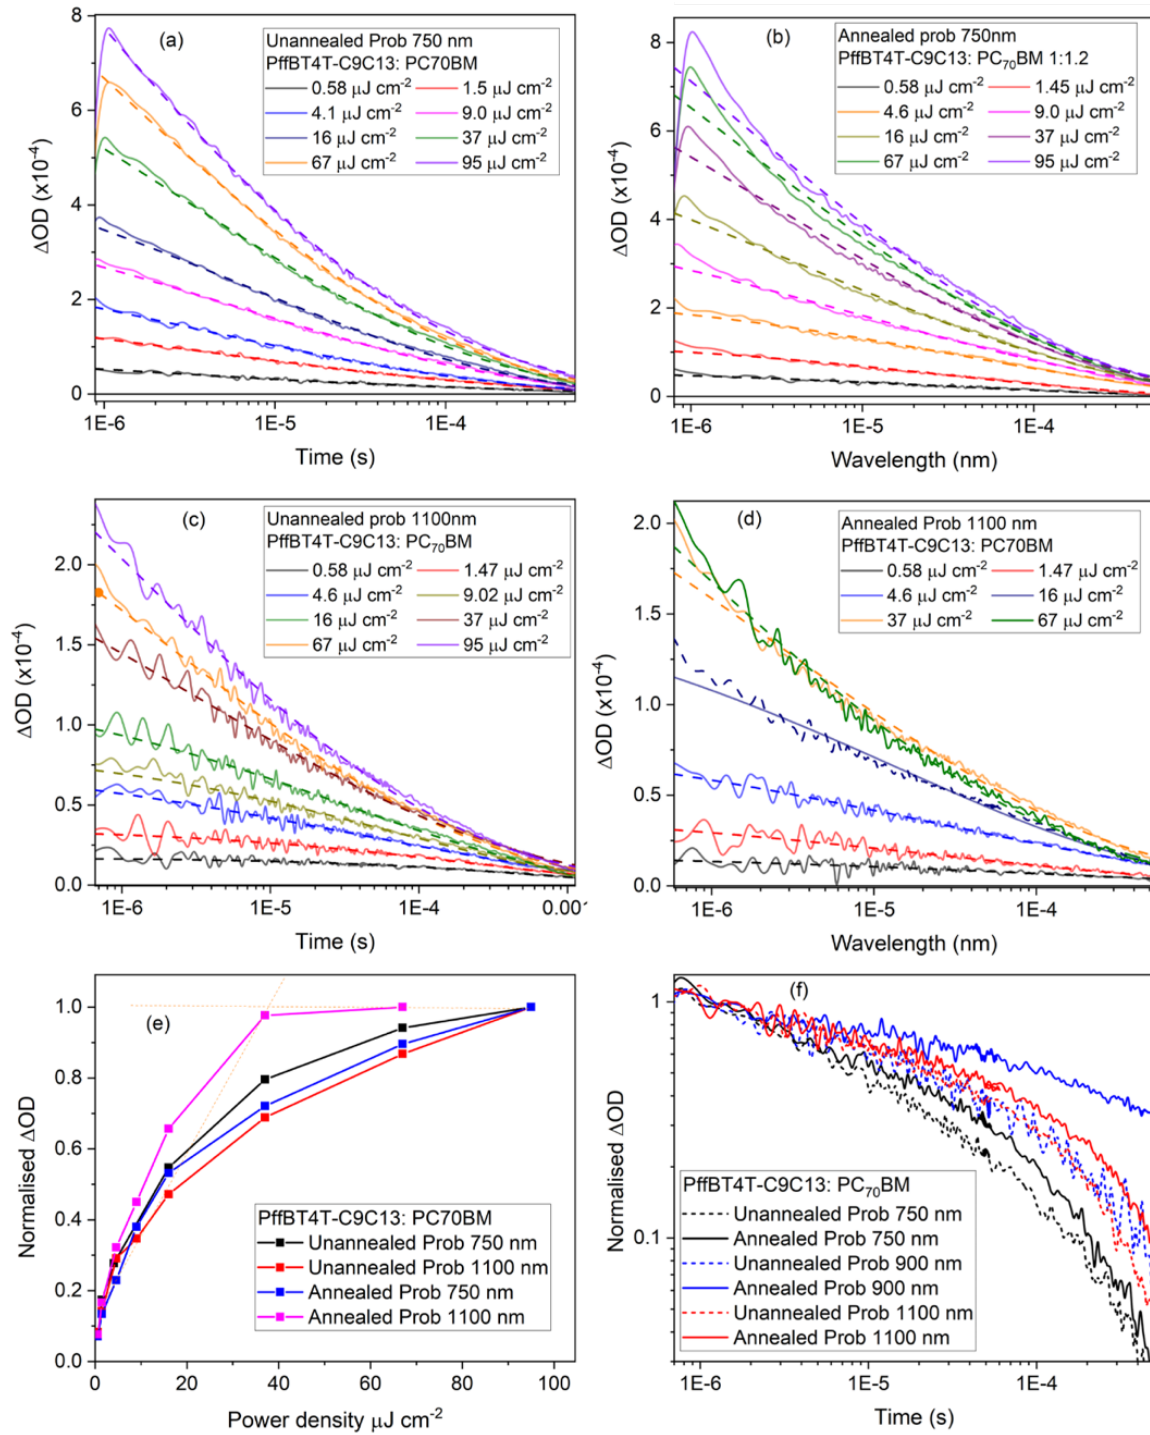 (a)
Unannealed Prob 750 nm
PffBT4T-C9C13: PC70BM
0.58 μJ cm⁻² 1.5 μJ cm⁻²
4.1 μJ cm⁻² 9.0 μJ cm⁻²
16 μJ cm⁻² 37 μJ cm⁻²
67 μJ cm⁻² 95 μJ cm⁻²
8
6
4
2
0
ΔOD (x10⁻⁴)
1E-6 1E-5 1E-4
Time (s)
(b)
Annealed prob 750nm
PffBT4T-C9C13: PC₇₀BM 1:1.2
0.58 μJ cm⁻² 1.45 μJ cm⁻²
4.6 μJ cm⁻² 9.0 μJ cm⁻²
16 μJ cm⁻² 37 μJ cm⁻²
67 μJ cm⁻² 95 μJ cm⁻²
8
6
4
2
0
ΔOD (x10⁻⁴)
1E-6 1E-5 1E-4
Wavelength (nm)
(c)
Unannealed prob 1100nm
PffBT4T-C9C13: PC₇₀BM
0.58 μJ cm⁻² 1.47 μJ cm⁻²
4.6 μJ cm⁻² 9.02 μJ cm⁻²
16 μJ cm⁻² 37 μJ cm⁻²
67 μJ cm⁻² 95 μJ cm⁻²
2.0
1.5
1.0
0.5
0.0
ΔOD (x10⁻⁴)
1E-6 1E-5 1E-4 0.00
Time (s)
(d)
Annealed Prob 1100 nm
PffBT4T-C9C13: PC70BM
0.58 μJ cm⁻² 1.47 μJ cm⁻²
4.6 μJ cm⁻² 16 μJ cm⁻²
37 μJ cm⁻² 67 μJ cm⁻²
2.0
1.5
1.0
0.5
0.0
ΔOD (x10⁻⁴)
1E-6 1E-5 1E-4
Wavelength (nm)
(e)
1.0
0.8
0.6
0.4
0.2
0.0
Normalised ΔOD
PffBT4T-C9C13: PC70BM
Unannealed Prob 750 nm
Unannealed Prob 1100 nm
Annealed Prob 750 nm
Annealed Prob 1100 nm
0 20 40 60 80 100
Power density μJ cm⁻²
(f)
1
0.1
Normalised ΔOD
PffBT4T-C9C13: PC₇₀BM
Unannealed Prob 750 nm
Annealed Prob 750 nm
Unannealed Prob 900 nm
Annealed Prob 900 nm
Unannealed Prob 1100 nm
Annealed Prob 1100 nm
1E-6 1E-5 1E-4
Time (s)